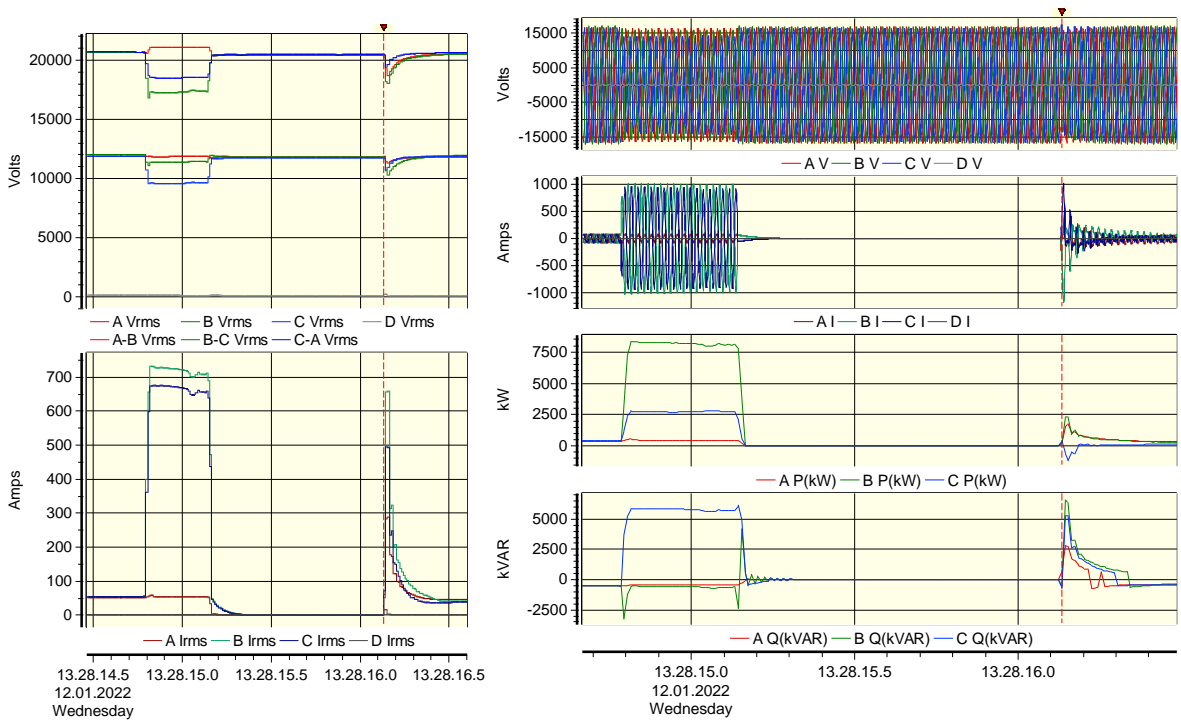 20000
15000
10000
5000
0
Volts
A Vrms B Vrms C Vrms D Vrms
A-B Vrms B-C Vrms C-A Vrms
700
600
500
400
300
200
100
0
Amps
A Irms B Irms C Irms D Irms
13.28.14.5 13.28.15.0 13.28.15.5 13.28.16.0 13.28.16.5
12.01.2022
Wednesday
15000
5000
-5000
-15000
Volts
A V B V C V D V
1000
500
0
-500
-1000
Amps
A I B I C I D I
7500
5000
2500
0
kW
A P(kW) B P(kW) C P(kW)
5000
2500
0
-2500
kVAR
A Q(kVAR) B Q(kVAR) C Q(kVAR)
13.28.15.0 13.28.15.5 13.28.16.0
12.01.2022
Wednesday